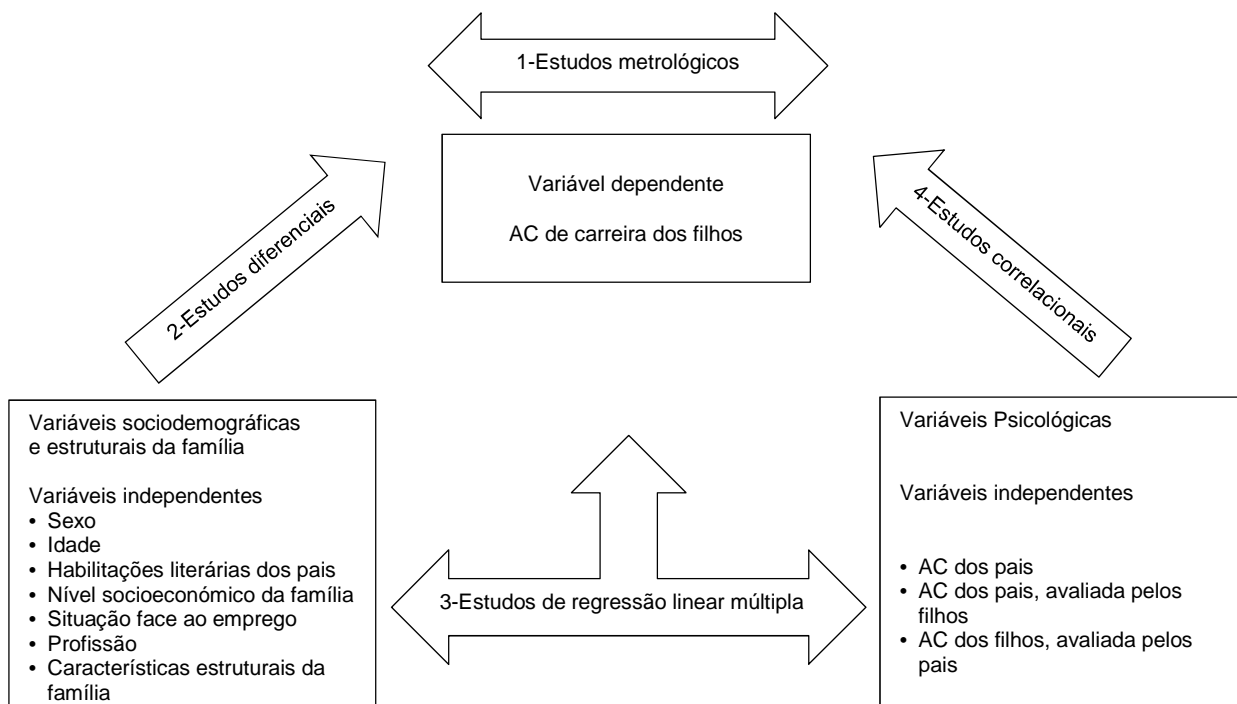 1-Estudos metrológicos
Variável dependente
AC de carreira dos filhos
2-Estudos diferenciais
4-Estudos correlacionais
Variáveis sociodemográficas
e estruturais da família
Variáveis independentes
• Sexo
• Idade
• Habilitações literárias dos pais
• Nível socioeconómico da família
• Situação face ao emprego
• Profissão
• Características estruturais da
família
3-Estudos de regressão linear múltipla
Variáveis Psicológicas
Variáveis independentes
• AC dos pais
• AC dos pais, avaliada pelos
filhos
• AC dos filhos, avaliada pelos
pais